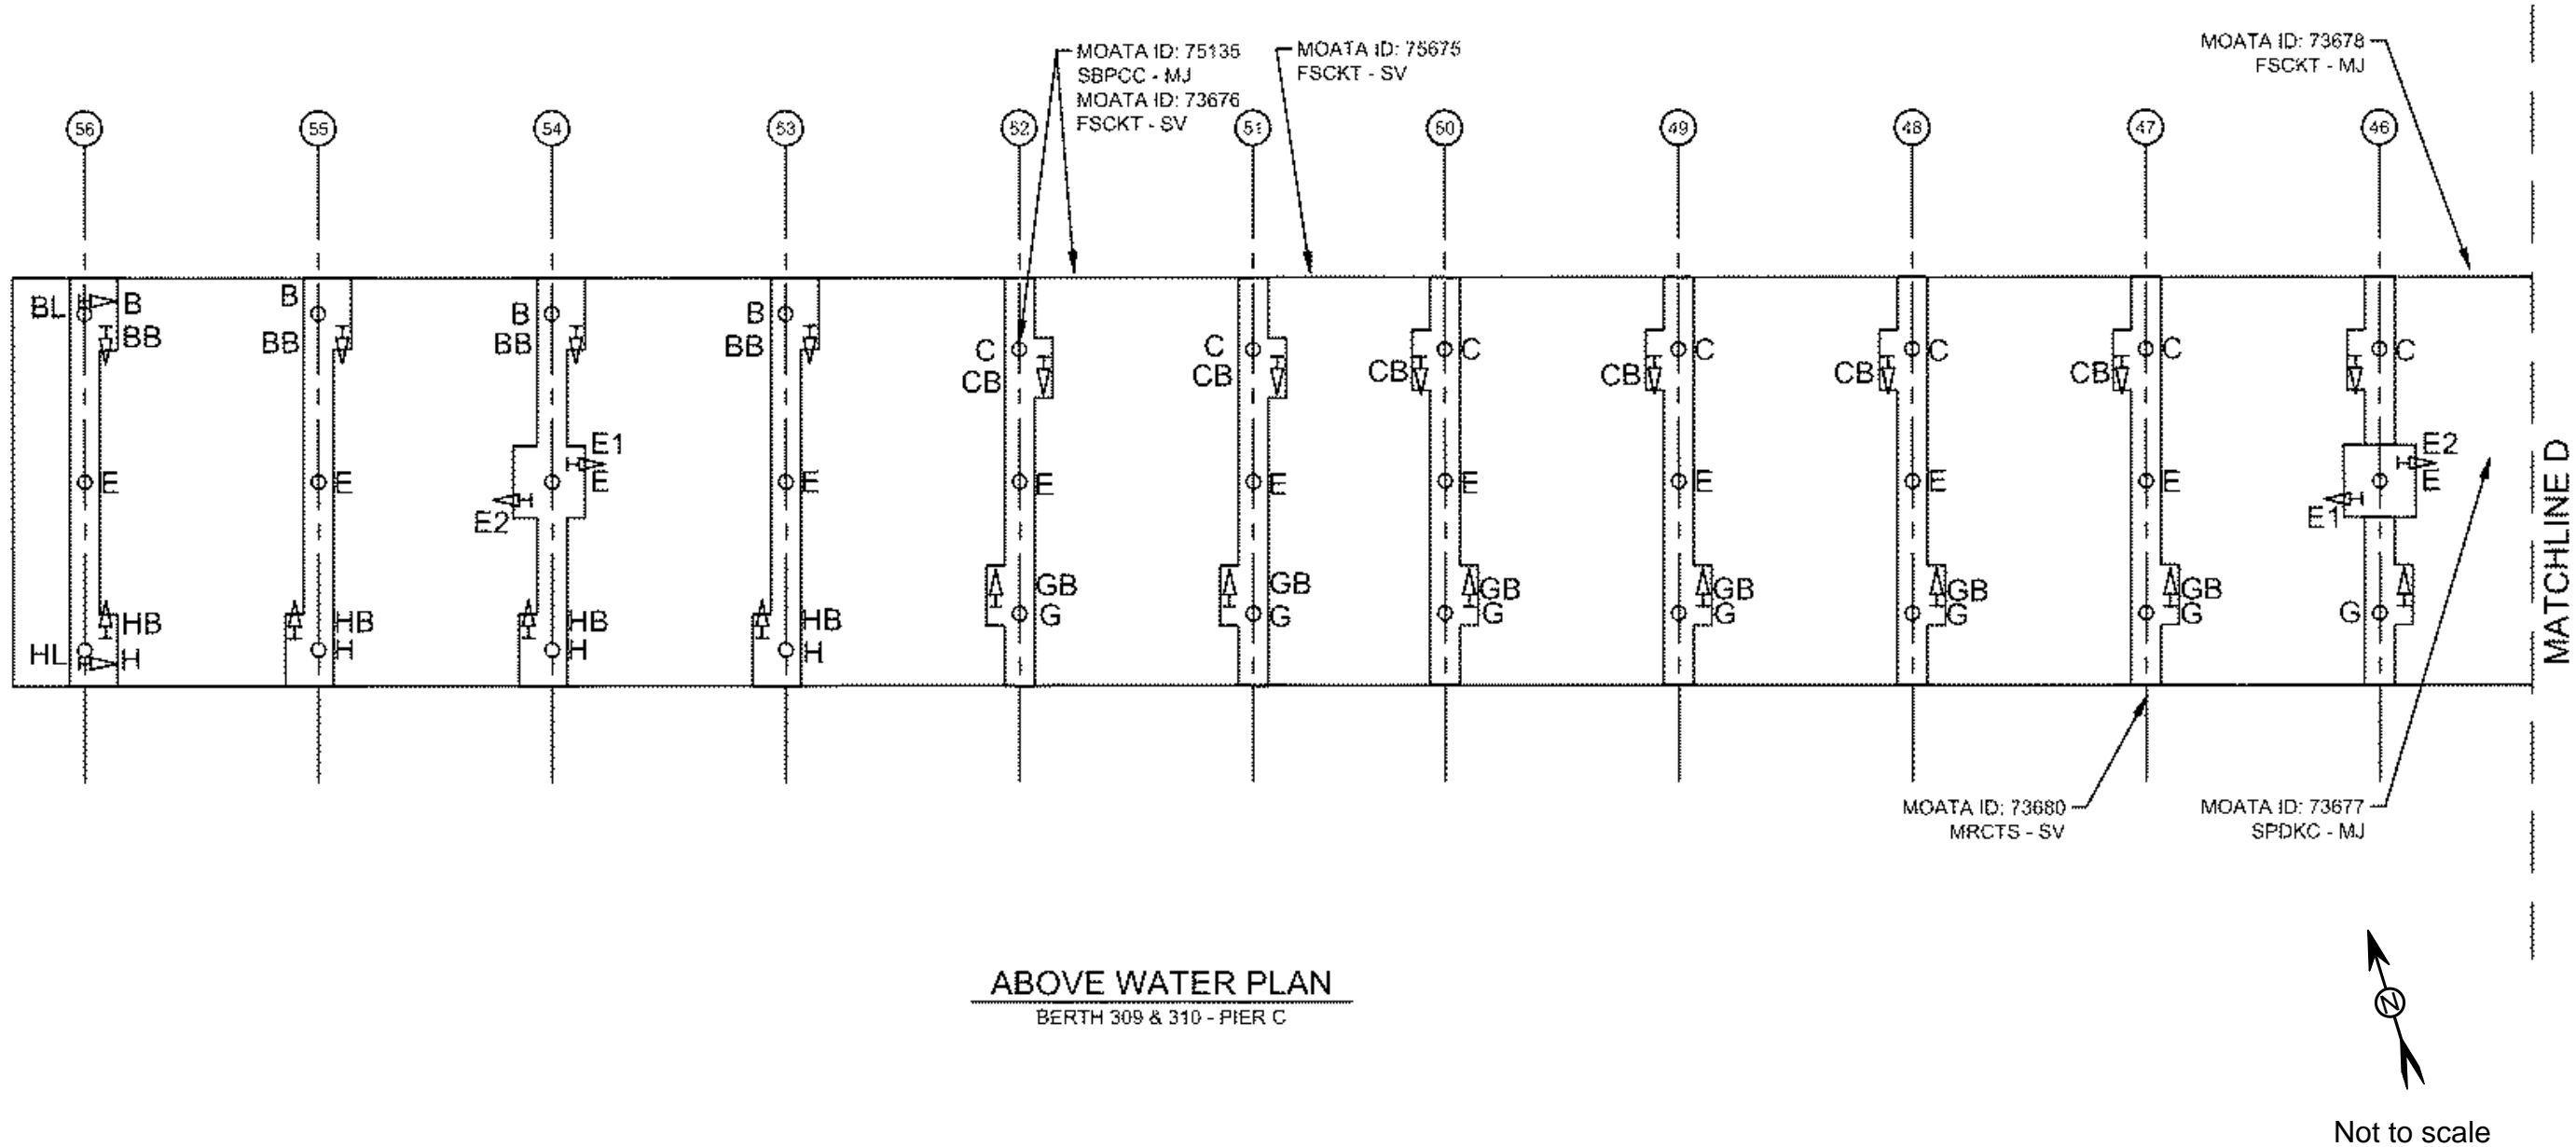 MOATA ID: 75135
SBPCC - MJ
MOATA ID: 73676
FSCKT - SV
MOATA ID: 75675
FSCKT - SV
MOATA ID: 73678
FSCKT - MJ
56 55 54 53 52 51 50 49 48 47 46
BL B B B B
BB BB BB BB
C C C C C C C
CB CB CB CB CB CB
E1 E2
E E E E E E E E E E E
E2 E1
GB GB GB GB GB GB
HB HB HB HB
G G G G G G G
HL H H H H
MATCHLINE D
MOATA ID: 73680
MRCTS - SV
MOATA ID: 73677
SPDKC - MJ
ABOVE WATER PLAN
BERTH 309 & 310 - PIER C
N
Not to scale